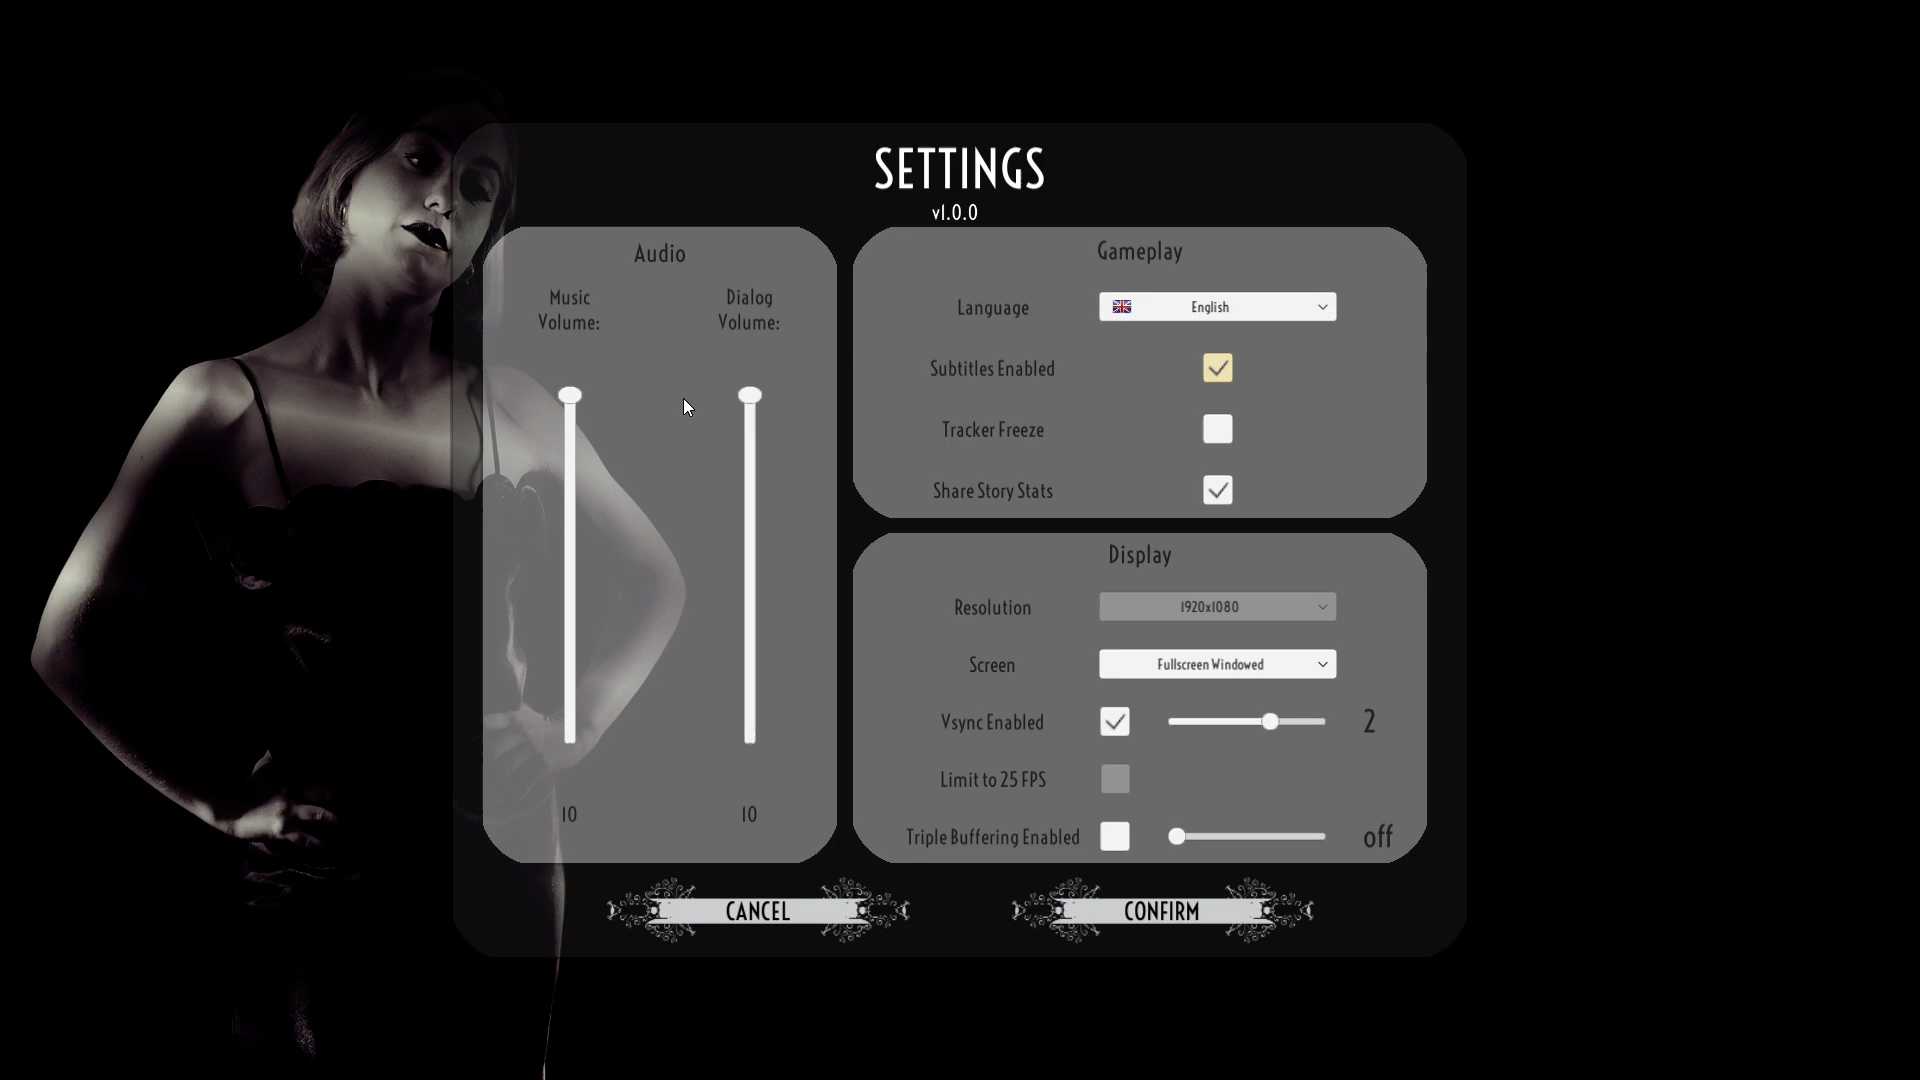 SETTINGS
v1.0.0
Audio
Music
Volume:
Dialog
Volume:
10
10
Gameplay
Language
English
Subtitles Enabled
Tracker Freeze
Share Story Stats
Display
Resolution
1920x1080
Screen
Fullscreen Windowed
Vsync Enabled
2
Limit to 25 FPS
Triple Buffering Enabled
off
CANCEL
CONFIRM